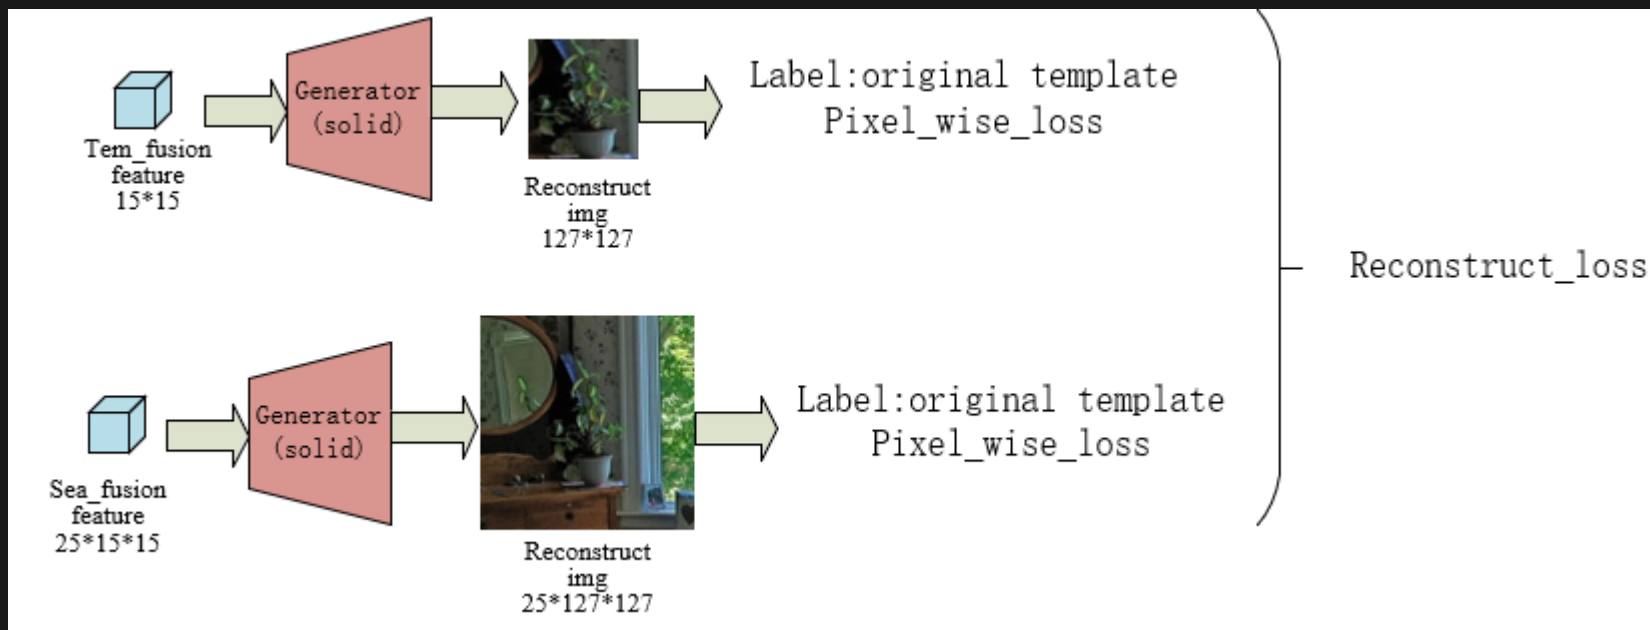 Tem_fusion
feature
15*15
Generator
(solid)
Reconstruct
img
127*127
Label:original template
Pixel_wise_loss
Sea_fusion
feature
25*15*15
Generator
(solid)
Reconstruct
img
25*127*127
Label:original template
Pixel_wise_loss
Reconstruct_loss